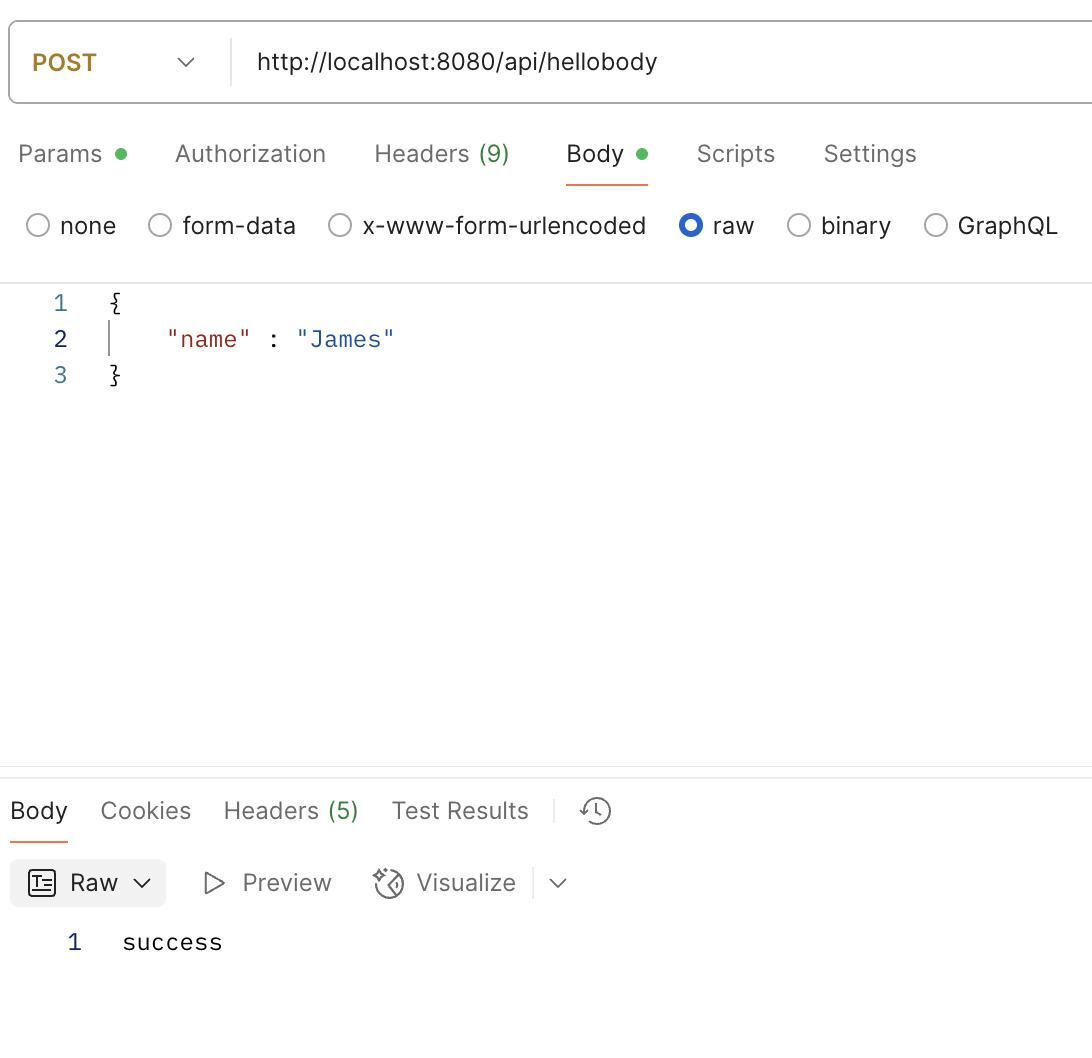 POST http://localhost:8080/api/hellobody
Params Authorization Headers (9) Body Scripts Settings
none form-data x-www-form-urlencoded raw binary GraphQL
1 {
2 "name" : "James"
3 }
Body Cookies Headers (5) Test Results
Raw Preview Visualize
1 success